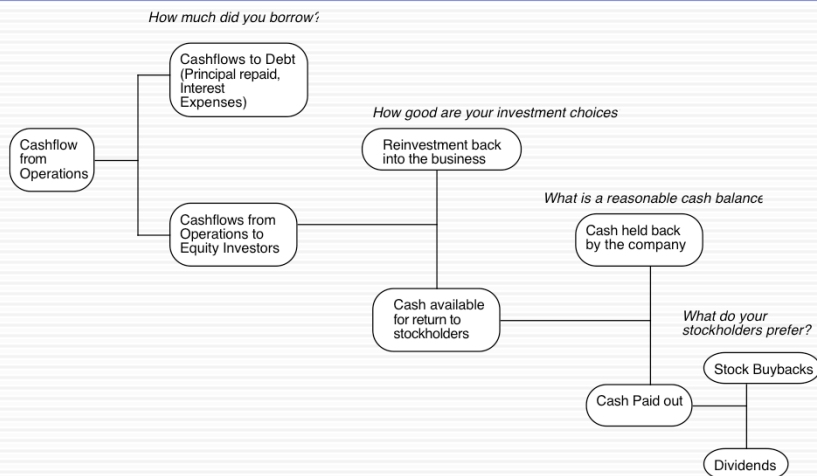 How much did you borrow?
Cashflows to Debt
(Principal repaid,
Interest
Expenses)
How good are your investment choices
Cashflow
from
Operations
Reinvestment back
into the business
What is a reasonable cash balance
Cashflows from
Operations to
Equity Investors
Cash held back
by the company
Cash available
for return to
stockholders
What do your
stockholders prefer?
Stock Buybacks
Cash Paid out
Dividends